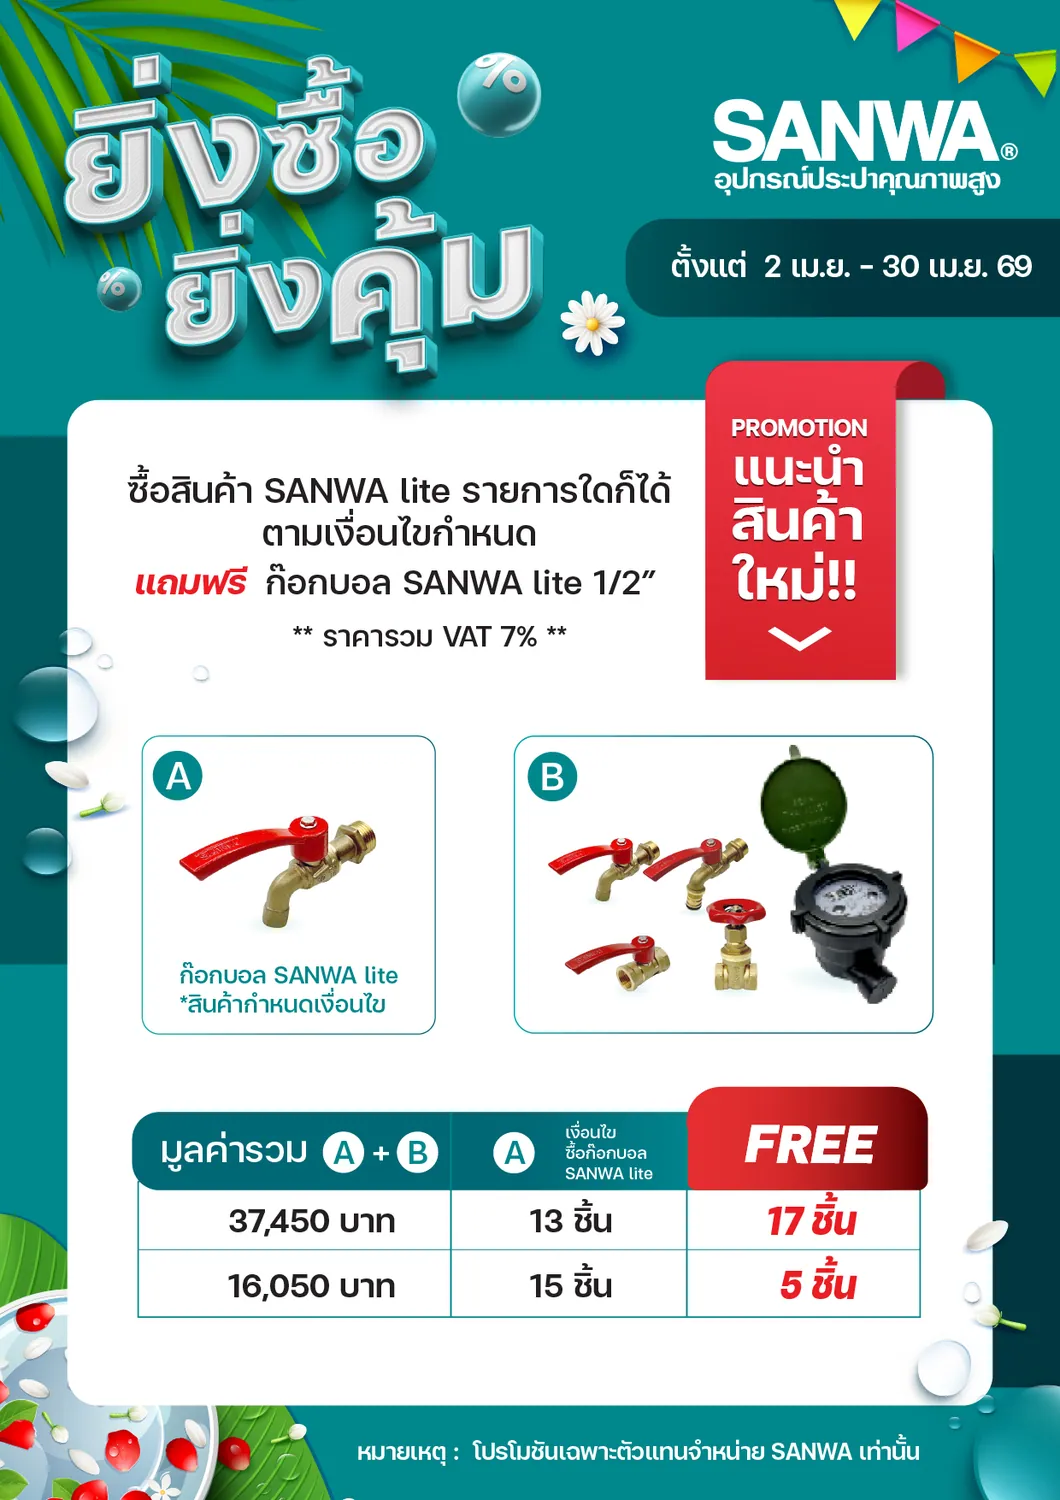 ยิ่งซื้อ
ยิ่งคุ้ม
%
%
SANWA®
อุปกรณ์ประปาคุณภาพสูง
ตั้งแต่ 2 เม.ย. - 30 เม.ย. 69
PROMOTION
แนะนำ
สินค้า
ใหม่!!
ซื้อสินค้า SANWA lite รายการใดก็ได้
ตามเงื่อนไขกำหนด
แถมฟรี ก๊อกบอล SANWA lite 1/2”
** ราคารวม VAT 7% **
A
ก๊อกบอล SANWA lite
*สินค้ากำหนดเงื่อนไข
B
มูลค่ารวม A + B
A เงื่อนไข
ซื้อก๊อกบอล
SANWA lite
FREE
37,450 บาท 13 ชิ้น 17 ชิ้น
16,050 บาท 15 ชิ้น 5 ชิ้น
หมายเหตุ : โปรโมชันเฉพาะตัวแทนจำหน่าย SANWA เท่านั้น